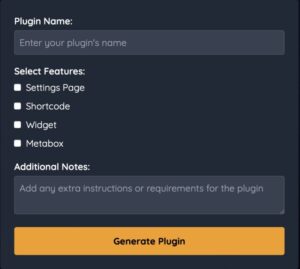 Plugin Name:
Enter your plugin's name
Select Features:
Settings Page
Shortcode
Widget
Metabox
Additional Notes:
Add any extra instructions or requirements for the plugin
Generate Plugin